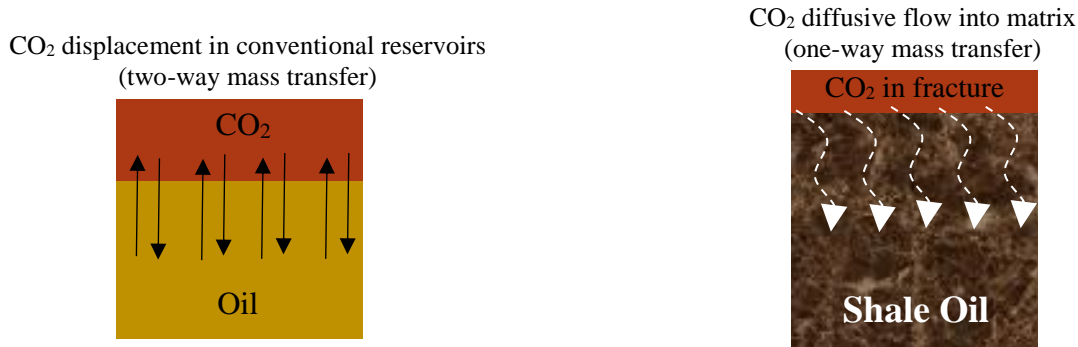 CO₂ displacement in conventional reservoirs
(two-way mass transfer)
CO₂
Oil
CO₂ diffusive flow into matrix
(one-way mass transfer)
CO₂ in fracture
Shale Oil